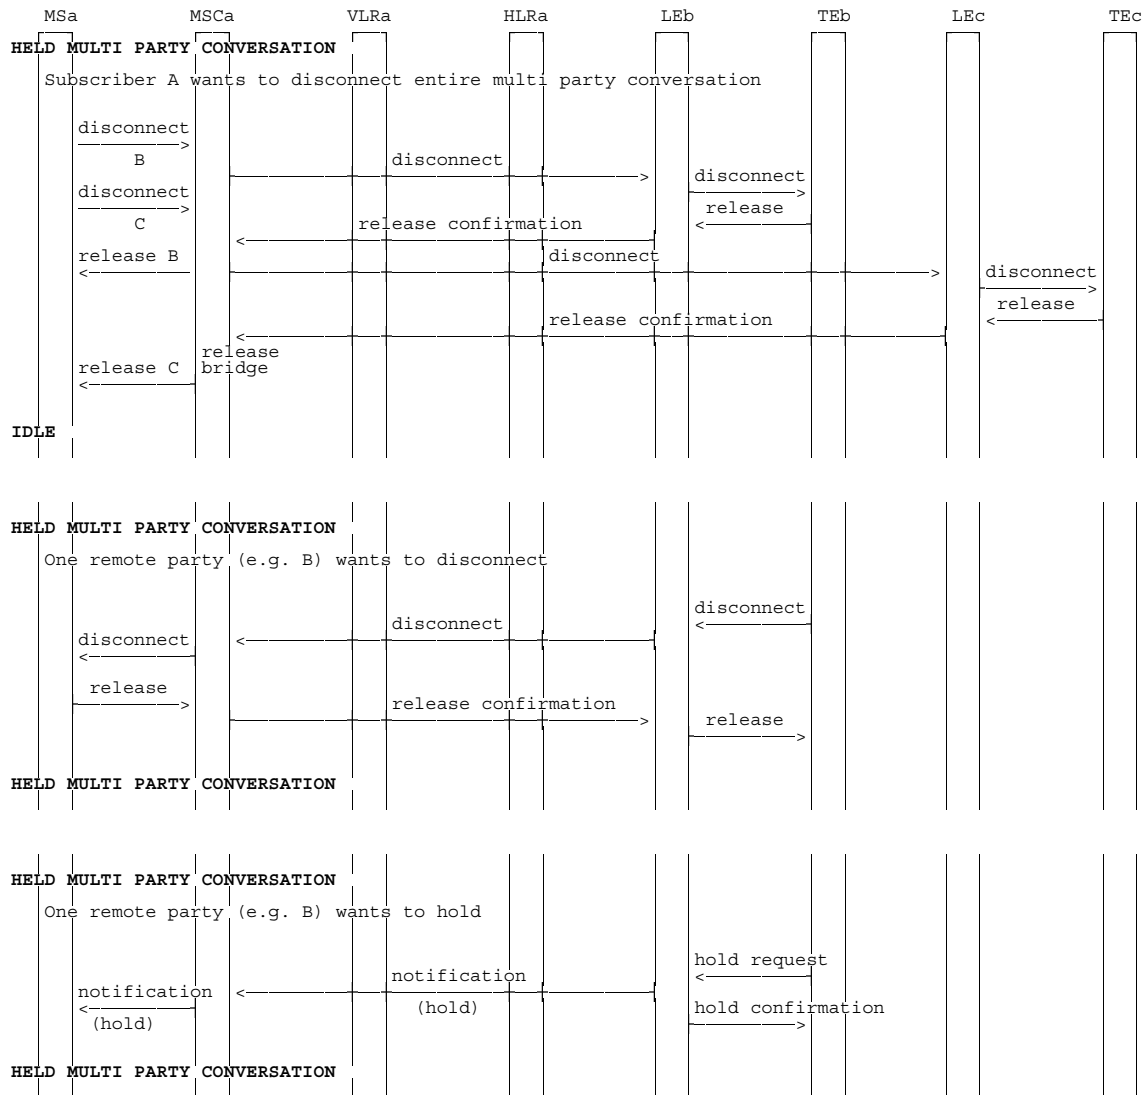 MSa MSCa VLRa HLRa LEb TEb LEc TEc
HELD MULTI PARTY CONVERSATION
Subscriber A wants to disconnect entire multi party conversation
disconnect
B disconnect
disconnect
disconnect
release
C release confirmation
release B disconnect
disconnect
release
release confirmation
release
release C bridge
IDLE
HELD MULTI PARTY CONVERSATION
One remote party (e.g. B) wants to disconnect
disconnect
disconnect
disconnect
release
release confirmation
release
HELD MULTI PARTY CONVERSATION
HELD MULTI PARTY CONVERSATION
One remote party (e.g. B) wants to hold
hold request
notification
notification
(hold) hold confirmation
(hold)
HELD MULTI PARTY CONVERSATION